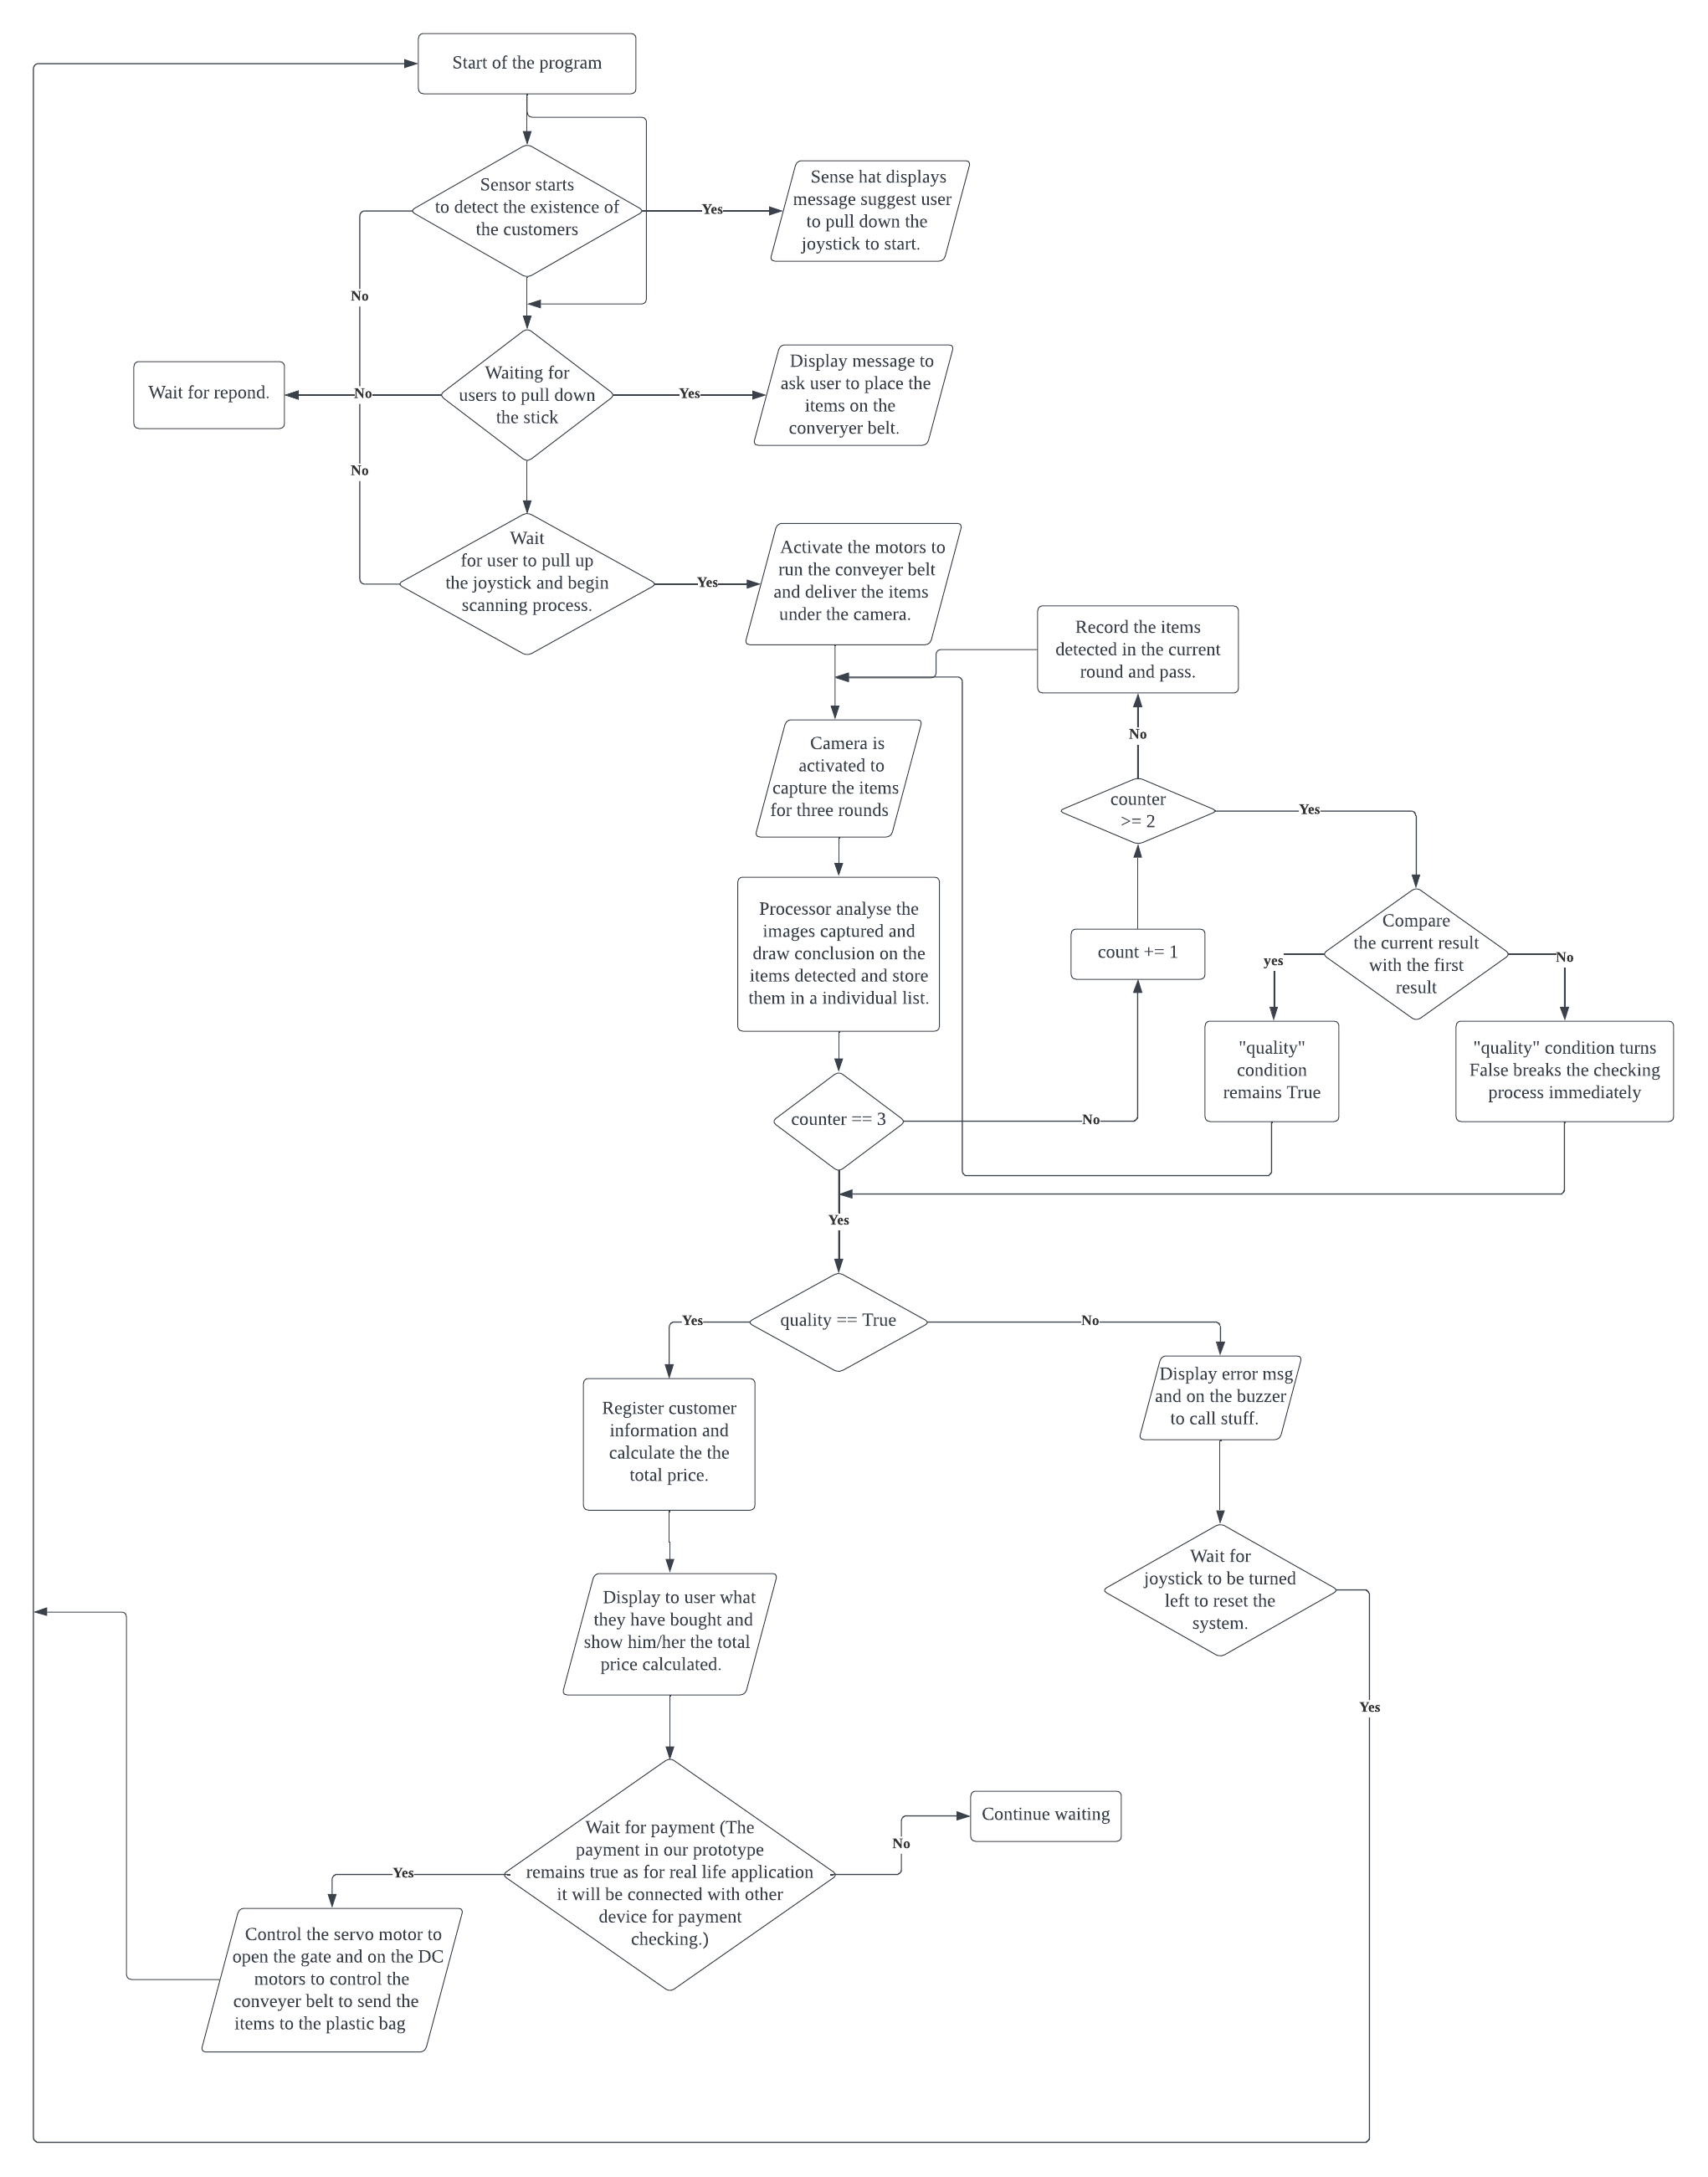 Start of the program
Sensor starts
to detect the existence of
the customers
Yes
Sense hat displays
message suggest user
to pull down the
joystick to start.
No
Wait for repond.
No
Waiting for
users to pull down
the stick
Yes
Display message to
ask user to place the
items on the
converyer belt.
No
Wait
for user to pull up
the joystick and begin
scanning process.
Yes
Activate the motors to
run the conveyer belt
and deliver the items
under the camera.
Record the items
detected in the current
round and pass.
No
Camera is
activated to
capture the items
for three rounds
counter
>= 2
Yes
Processor analyse the
images captured and
draw conclusion on the
items detected and store
them in a individual list.
count += 1
Compare
the current result
with the first
result
yes
No
"quality"
condition
remains True
"quality" condition turns
False breaks the checking
process immediately
counter == 3
No
Yes
quality == True
Yes
No
Register customer
information and
calculate the the
total price.
Display error msg
and on the buzzer
to call stuff.
Display to user what
they have bought and
show him/her the total
price calculated.
Wait for
joystick to be turned
left to reset the
system.
Yes
Wait for payment (The
payment in our prototype
remains true as for real life application
it will be connected with other
device for payment
checking.)
No
Continue waiting
Yes
Control the servo motor to
open the gate and on the DC
motors to control the
conveyer belt to send the
items to the plastic bag